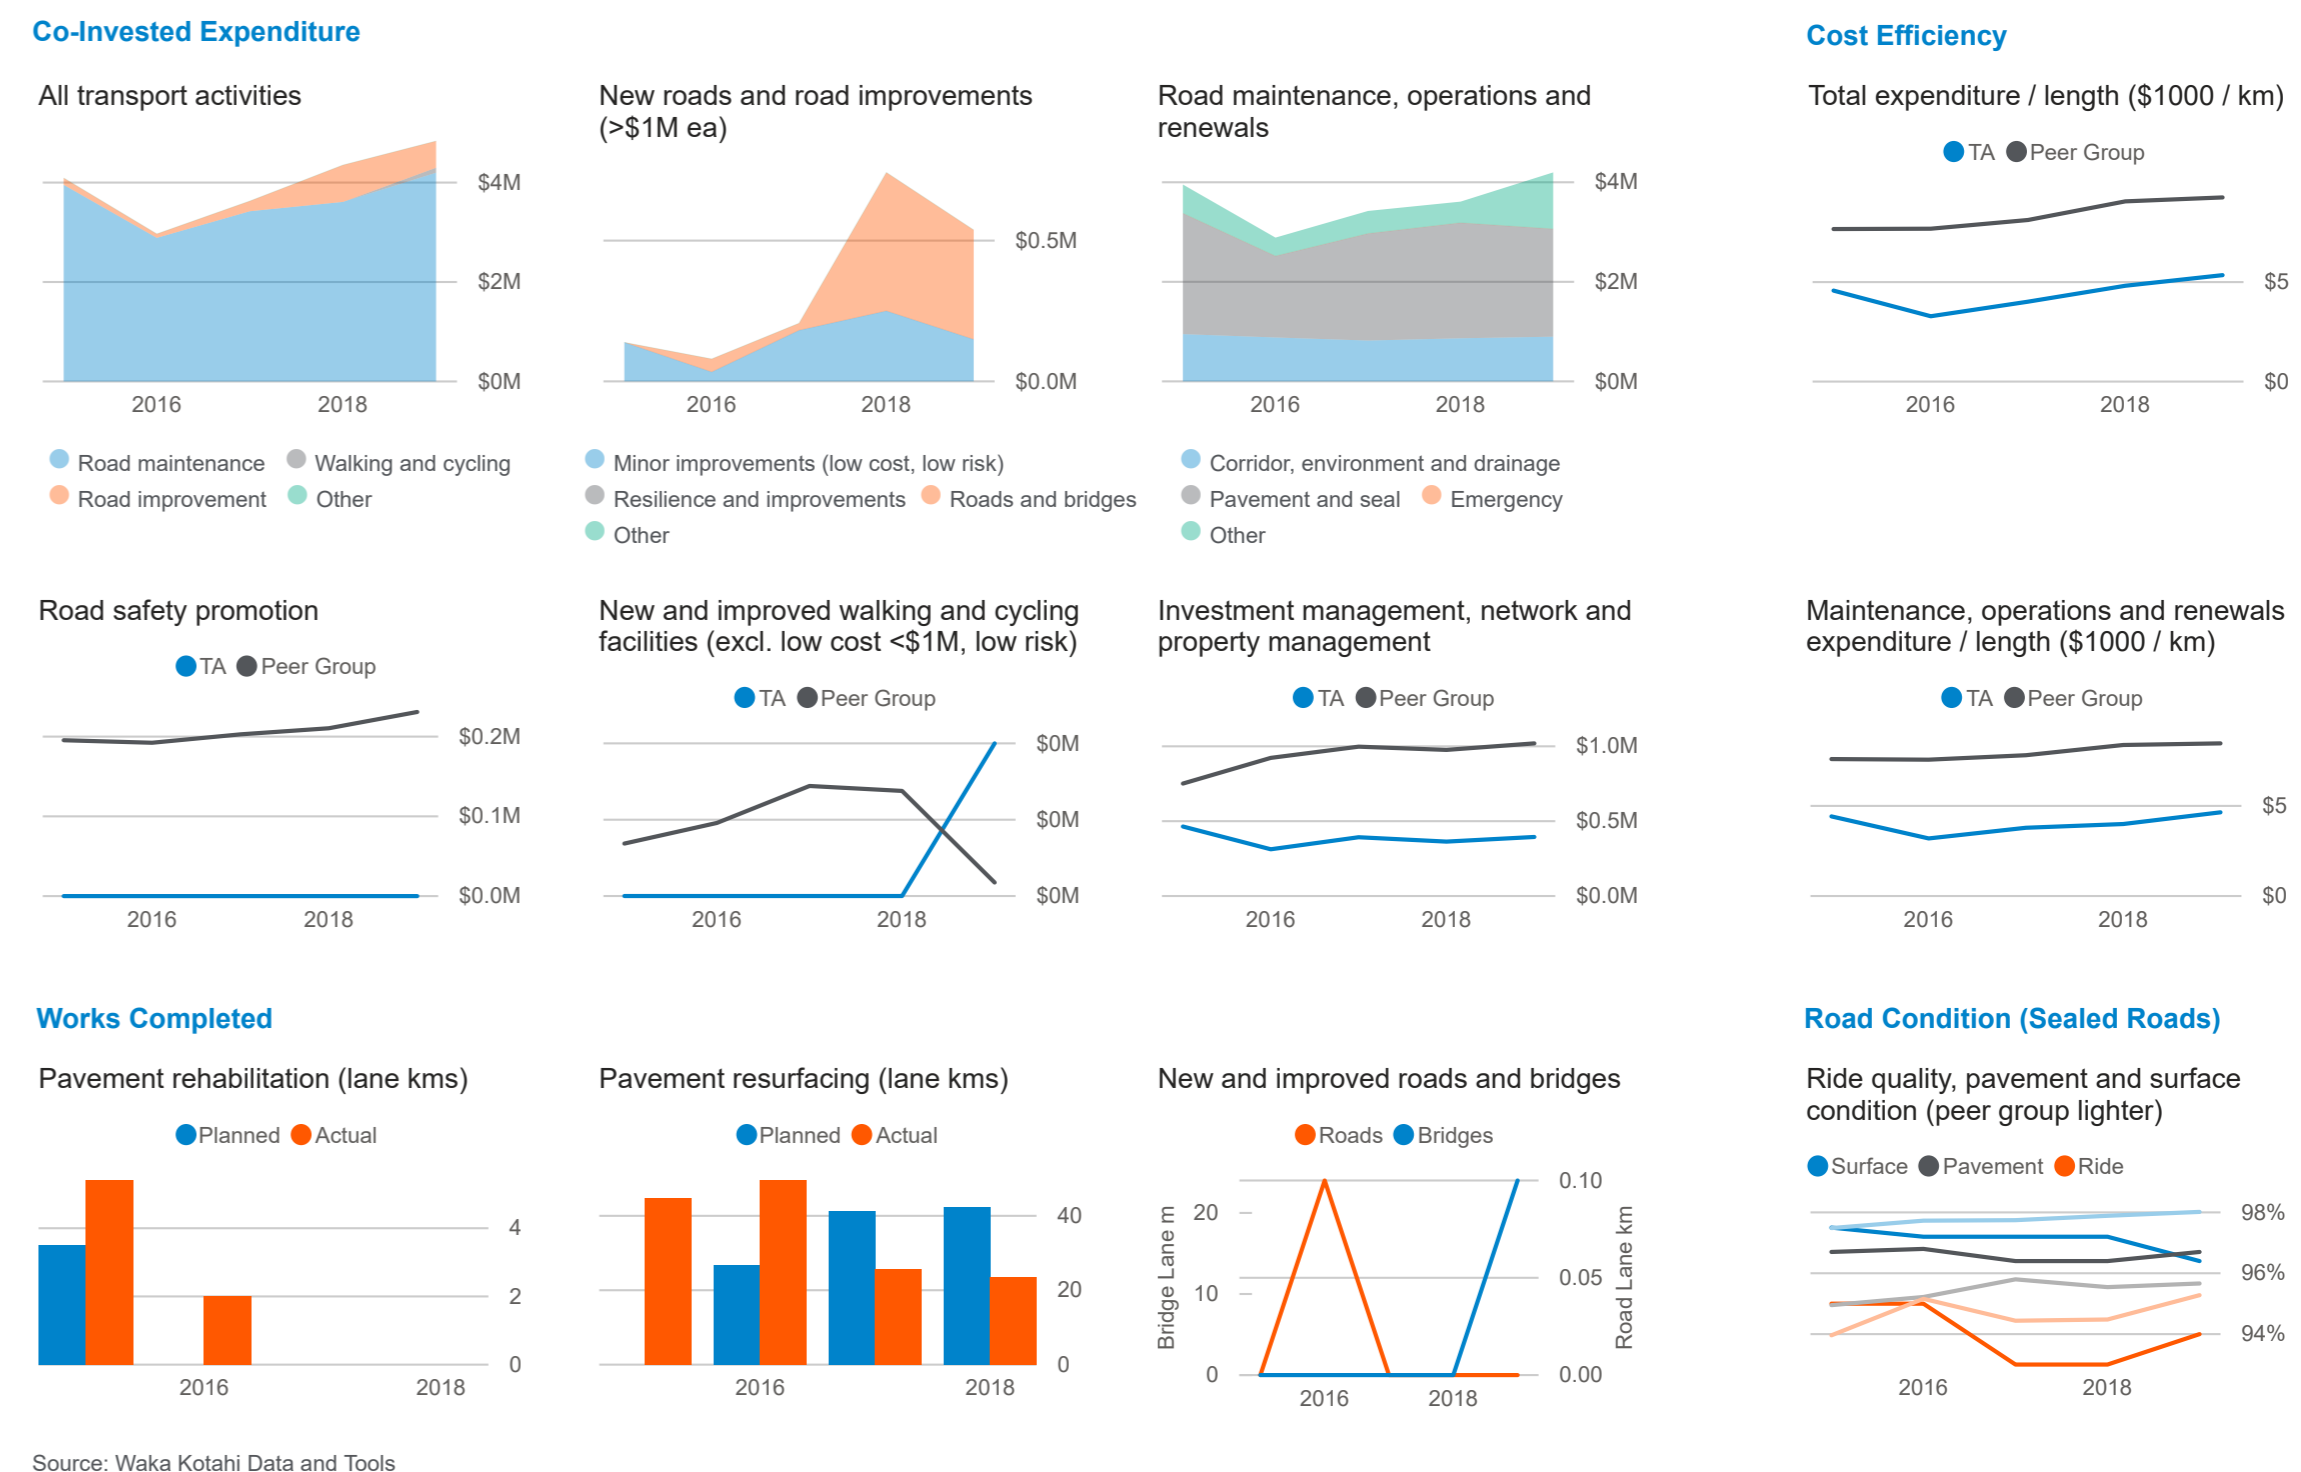 Co-Invested Expenditure
Cost Efficiency
All transport activities
$4M
$2M
$0M
2016 2018
Road maintenance Walking and cycling
Road improvement Other
New roads and road improvements
(>$1M ea)
$0.5M
$0.0M
2016 2018
Minor improvements (low cost, low risk)
Resilience and improvements Roads and bridges
Other
Road maintenance, operations and
renewals
$4M
$2M
$0M
2016 2018
Corridor, environment and drainage
Pavement and seal Emergency
Other
Total expenditure / length ($1000 / km)
TA Peer Group
$5
$0
2016 2018
Road safety promotion
TA Peer Group
$0.2M
$0.1M
$0.0M
2016 2018
New and improved walking and cycling
facilities (excl. low cost <$1M, low risk)
TA Peer Group
$0M
$0M
$0M
2016 2018
Investment management, network and
property management
TA Peer Group
$1.0M
$0.5M
$0.0M
2016 2018
Maintenance, operations and renewals
expenditure / length ($1000 / km)
TA Peer Group
$5
$0
2016 2018
Works Completed
Road Condition (Sealed Roads)
Pavement rehabilitation (lane kms)
Planned Actual
4
2
0
2016 2018
Pavement resurfacing (lane kms)
Planned Actual
40
20
0
2016 2018
New and improved roads and bridges
Roads Bridges
Bridge Lane m
20
10
0
0.10
0.05
0.00
Road Lane km
2016 2018
Ride quality, pavement and surface
condition (peer group lighter)
Surface Pavement Ride
98%
96%
94%
2016 2018
Source: Waka Kotahi Data and Tools